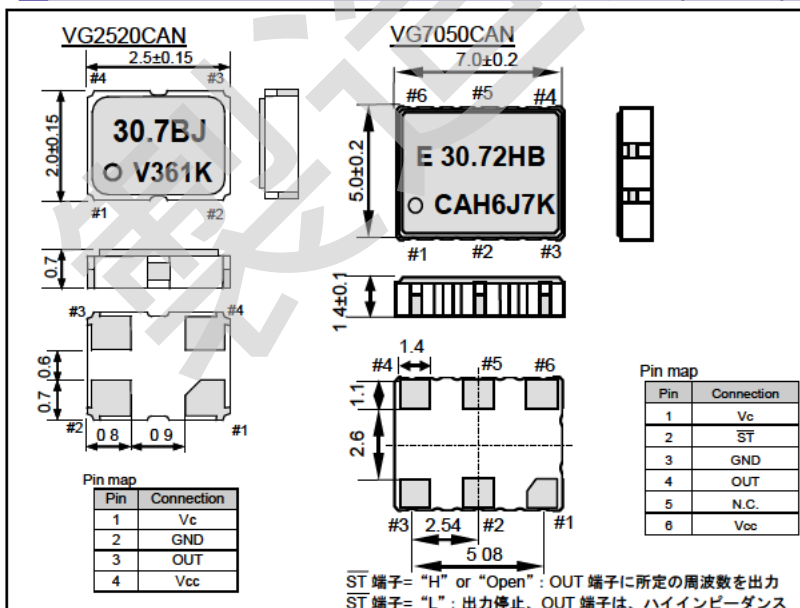 VG2520CAN
2.5±0.15
#4
#3
2.0±0.15
30.7BJ
V361K
#1
#2
0.7
#3
#4
0.6
0.7
#2
0 8
0 9
#1
Pin map
Pin Connection
1 Vc
2 GND
3 OUT
4 Vcc
VG7050CAN
7.0±0.2
#6
#5
#4
5.0±0.2
E 30.72HB
CAH6J7K
#1
#2
#3
1 4±0.1
1.4
#4
#5
#6
1.1
2.6
#3
2.54
#2
#1
5 08
Pin map
Pin Connection
1 Vc
2 S̅T̅
3 GND
4 OUT
5 N.C.
6 Vcc
S̅T̅ 端子= “H” or “Open” : OUT 端子に所定の周波数を出力
S̅T̅ 端子= “L” : 出力停止、OUT 端子は、ハイインピーダンス